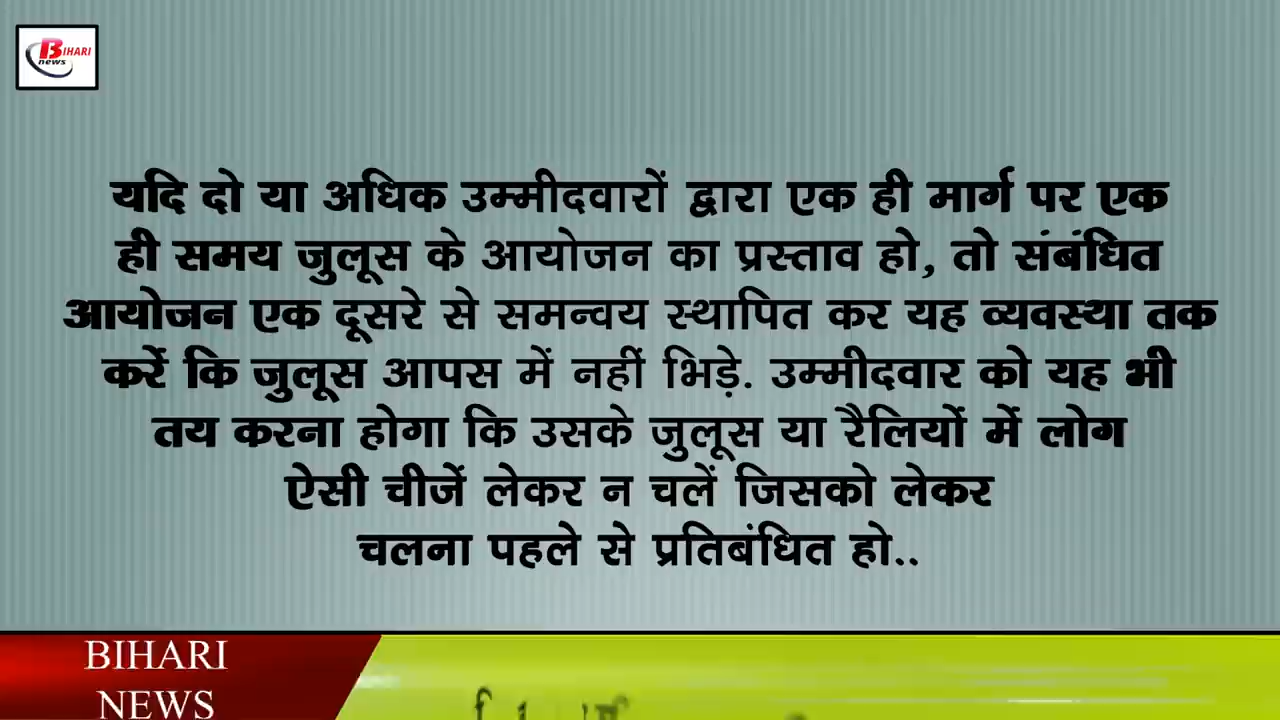 BIHARI
news
यदि दो या अधिक उम्मीदवारों द्वारा एक ही मार्ग पर एक
ही समय जुलूस के आयोजन का प्रस्ताव हो, तो संबंधित
आयोजन एक दूसरे से समन्वय स्थापित कर यह व्यवस्था तक
करें कि जुलूस आपस में नहीं भिड़े. उम्मीदवार को यह भी
तय करना होगा कि उसके जुलूस या रैलियों में लोग
ऐसी चीजें लेकर न चलें जिसको लेकर
चलना पहले से प्रतिबंधित हो..
BIHARI
NEWS